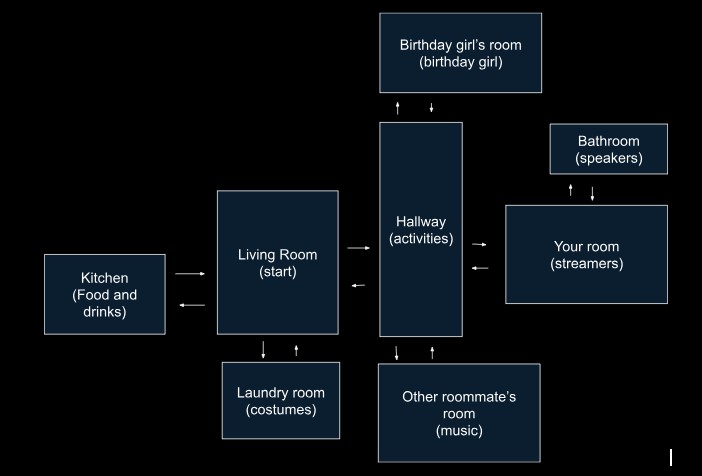 Birthday girl's room
(birthday girl)
Bathroom
(speakers)
Hallway
(activities)
Living Room
(start)
Your room
(streamers)
Kitchen
(Food and
drinks)
Laundry room
(costumes)
Other roommate's
room
(music)